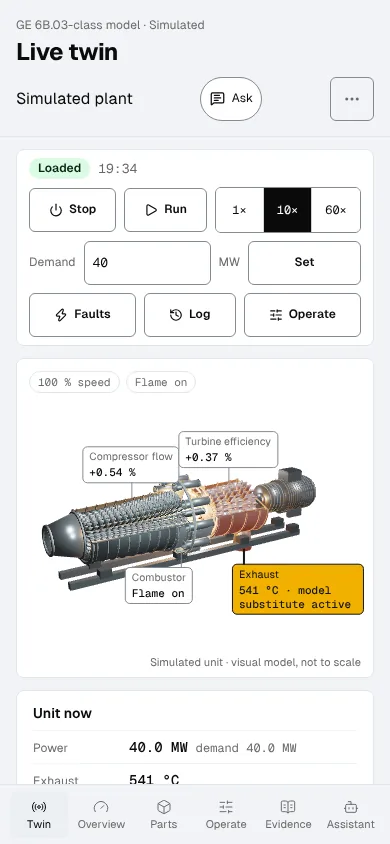 GE 6B.03-class model · Simulated
Live twin
Simulated plant
Ask
Loaded 19:34
Stop Run 1× 10× 60×
Demand 40 MW Set
Faults Log Operate
100 % speed Flame on
Turbine efficiency
+0.37 %
Compressor flow
+0.54 %
Combustor
Flame on
Exhaust
541 °C · model
substitute active
Simulated unit · visual model, not to scale
Unit now
Power 40.0 MW demand 40.0 MW
Exhaust 541 °C
Twin Overview Parts Operate Evidence Assistant